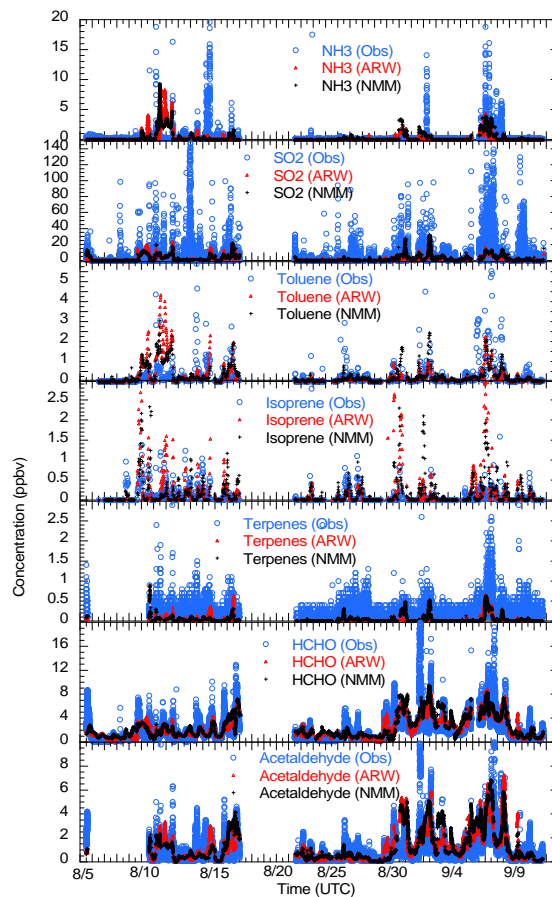 20
15
10
5
0
NH3 (Obs)
NH3 (ARW)
NH3 (NMM)
140
120
100
80
60
40
20
0
SO2 (Obs)
SO2 (ARW)
SO2 (NMM)
5
4
3
2
1
0
Toluene (Obs)
Toluene (ARW)
Toluene (NMM)
2.5
2
1.5
1
0.5
0
Isoprene (Obs)
Isoprene (ARW)
Isoprene (NMM)
2.5
2
1.5
1
0.5
0
Terpenes (Obs)
Terpenes (ARW)
Terpenes (NMM)
16
12
8
4
0
HCHO (Obs)
HCHO (ARW)
HCHO (NMM)
8
6
4
2
0
Acetaldehyde (Obs)
Acetaldehyde (ARW)
Acetaldehyde (NMM)
Concentration (ppbv)
8/5 8/10 8/15 8/20 8/25 8/30 9/4 9/9
Time (UTC)